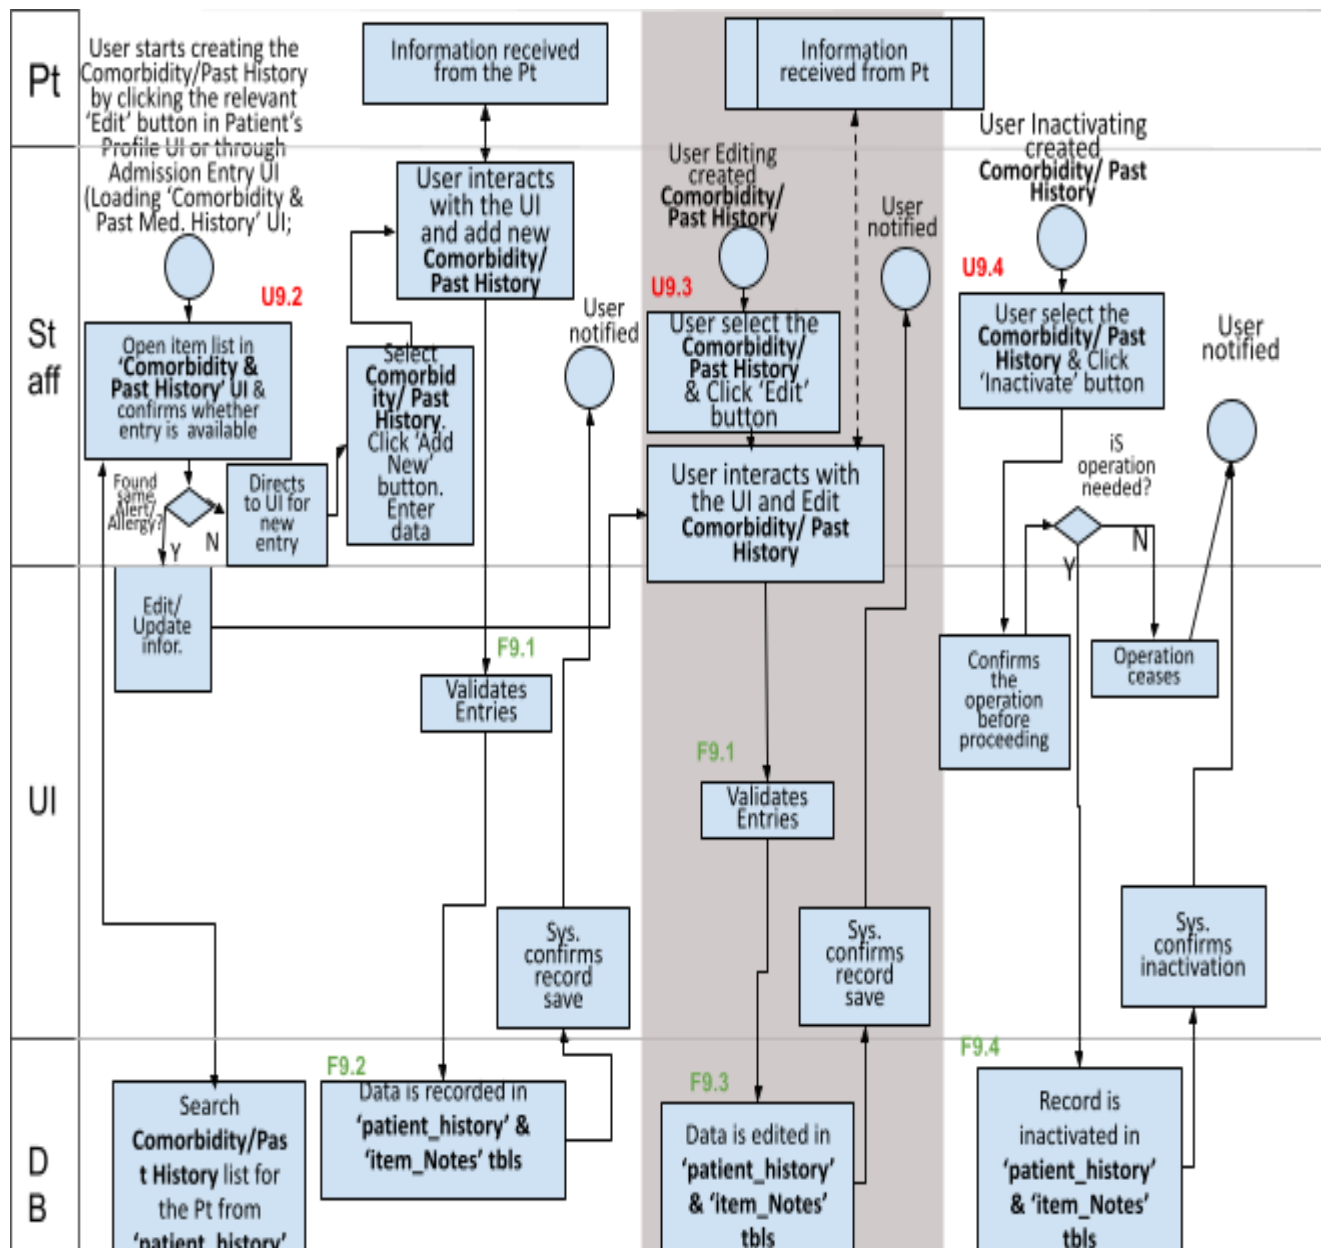 Pt
User starts creating the
Comorbidity/Past History
by clicking the relevant
‘Edit’ button in Patient’s
Profile UI or through
Admission Entry UI
(Loading ‘Comorbidity &
Past Med. History’ UI;
Information received
from the Pt
Information
received from Pt
User Inactivating
created
Comorbidity/ Past
History
St
aff
User interacts
with the UI
and add new
Comorbidity/
Past History
User Editing
created
Comorbidity/
Past History
User
notified
U9.2
Open item list in
‘Comorbidity &
Past History’ UI &
confirms whether
entry is available
Found
same
Alert/
Allergy?
Y
N
Directs
to UI for
new
entry
Select
Comorbid
ity/ Past
History.
Click ‘Add
New’
button.
Enter
data
User
notified
U9.3
User select the
Comorbidity/
Past History
& Click ‘Edit’
button
User interacts with
the UI and Edit
Comorbidity/ Past
History
U9.4
User select the
Comorbidity/ Past
History & Click
‘Inactivate’ button
User
notified
iS
operation
needed?
N
Y
UI
Edit/
Update
infor.
F9.1
Validates
Entries
F9.1
Validates
Entries
Confirms
the
operation
before
proceeding
Operation
ceases
Sys.
confirms
record
save
Sys.
confirms
record
save
Sys.
confirms
inactivation
D
B
Search
Comorbidity/Pas
t History list for
the Pt from
‘patient_history’
F9.2
Data is recorded in
‘patient_history’ &
‘item_Notes’ tbls
F9.3
Data is edited in
‘patient_history’
& ‘item_Notes’
tbls
F9.4
Record is
inactivated in
‘patient_history’
& ‘item_Notes’
tbls